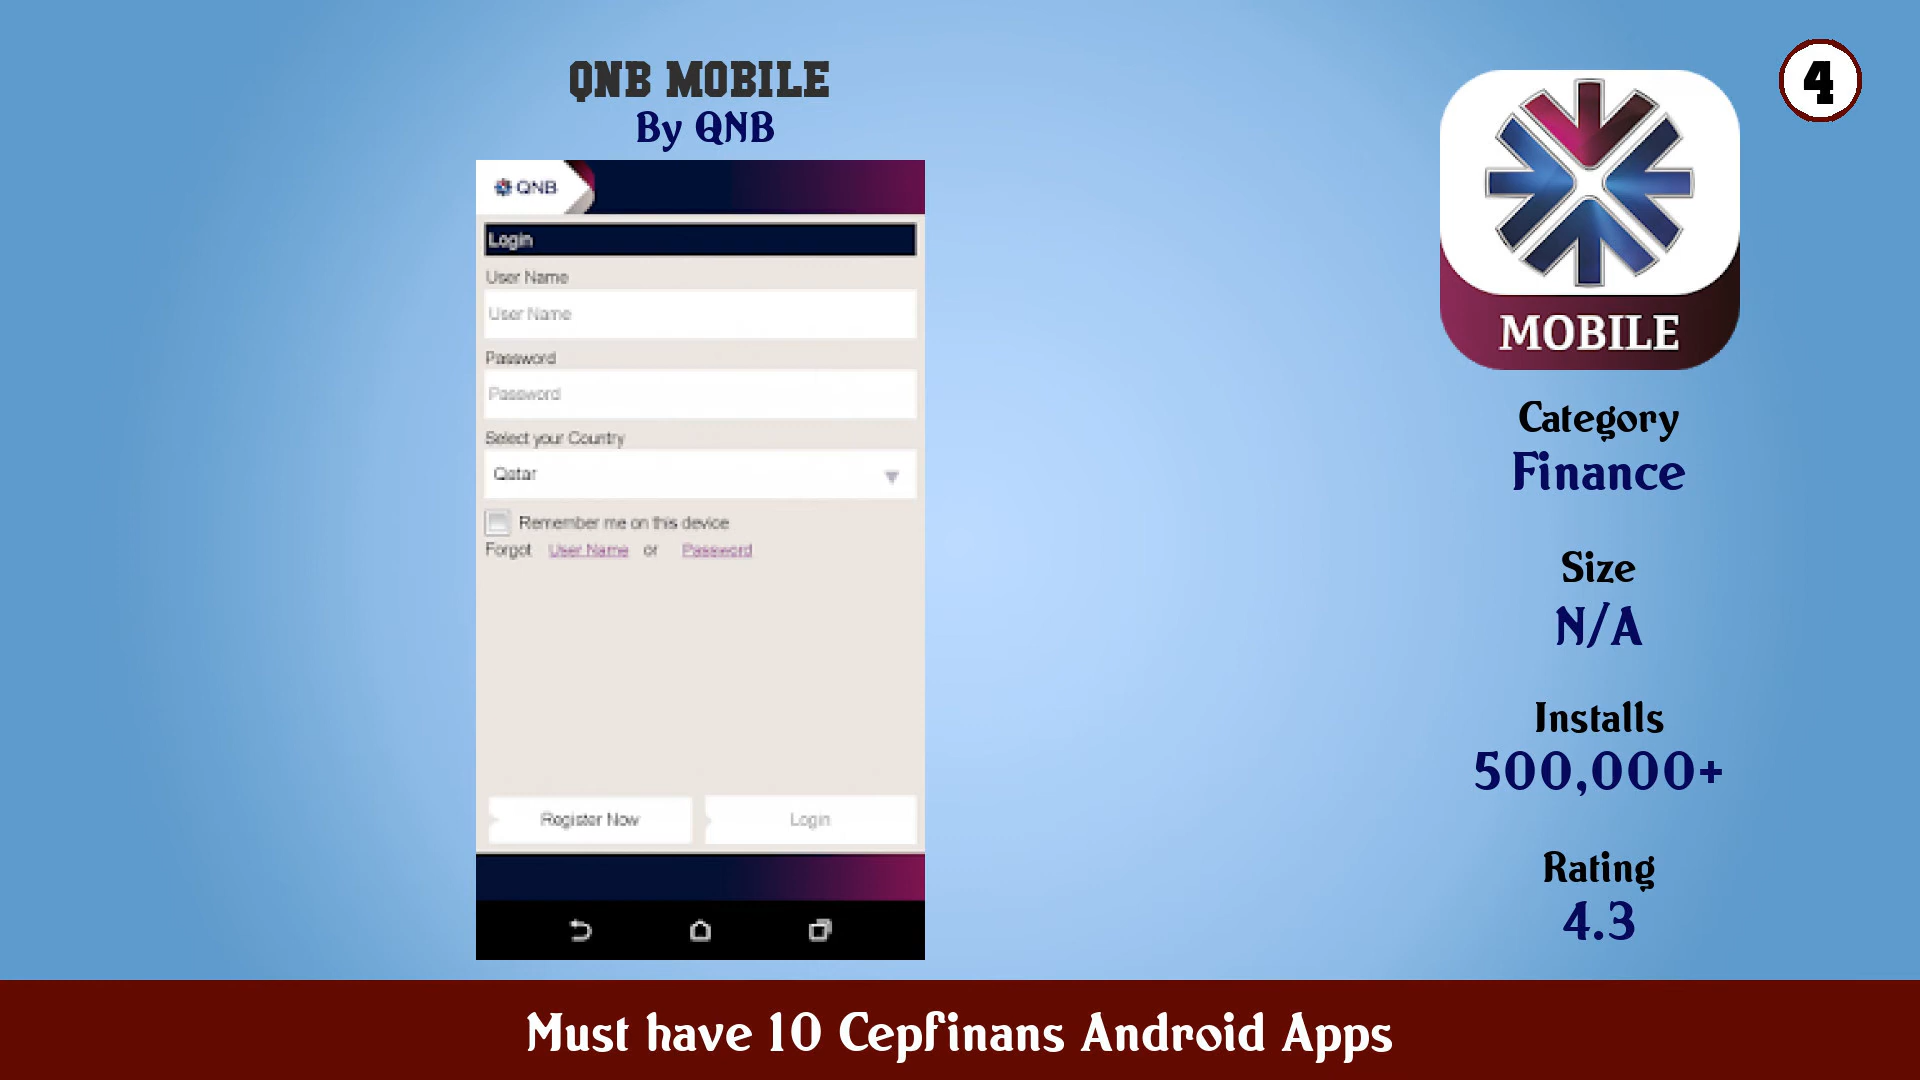 QNB MOBILE
By QNB
4
QNB
Login
User Name
User Name
Password
Password
Select your Country
Qatar
Remember me on this device
Forgot User Name or Password
Register Now
Login
MOBILE
Category
Finance
Size
N/A
Installs
500,000+
Rating
4.3
Must have 10 Cepfinans Android Apps